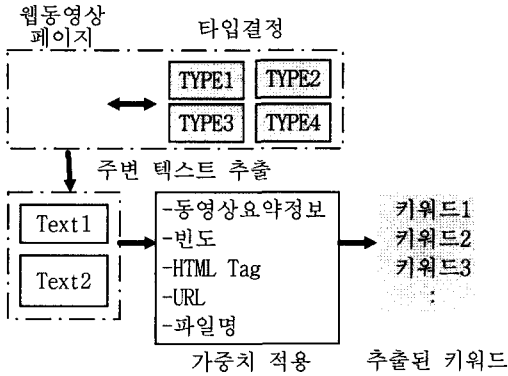 웹동영상
페이지
타입결정
TYPE1 TYPE2
TYPE3 TYPE4
주변 텍스트 추출
Text1
Text2
-동영상요약정보
-빈도
-HTML Tag
-URL
-파일명
키워드1
키워드2
키워드3
:
가중치 적용
추출된 키워드